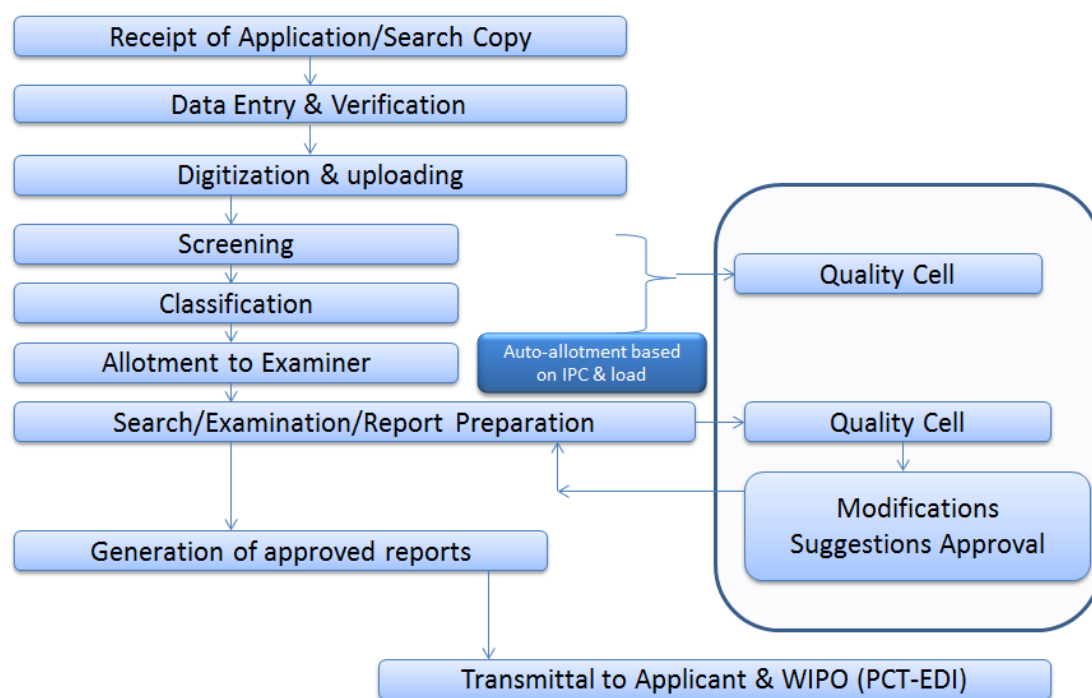 Receipt of Application/Search Copy
Data Entry & Verification
Digitization & uploading
Screening
Quality Cell
Classification
Auto-allotment based
on IPC & load
Allotment to Examiner
Search/Examination/Report Preparation
Quality Cell
Modifications
Suggestions Approval
Generation of approved reports
Transmittal to Applicant & WIPO (PCT-EDI)